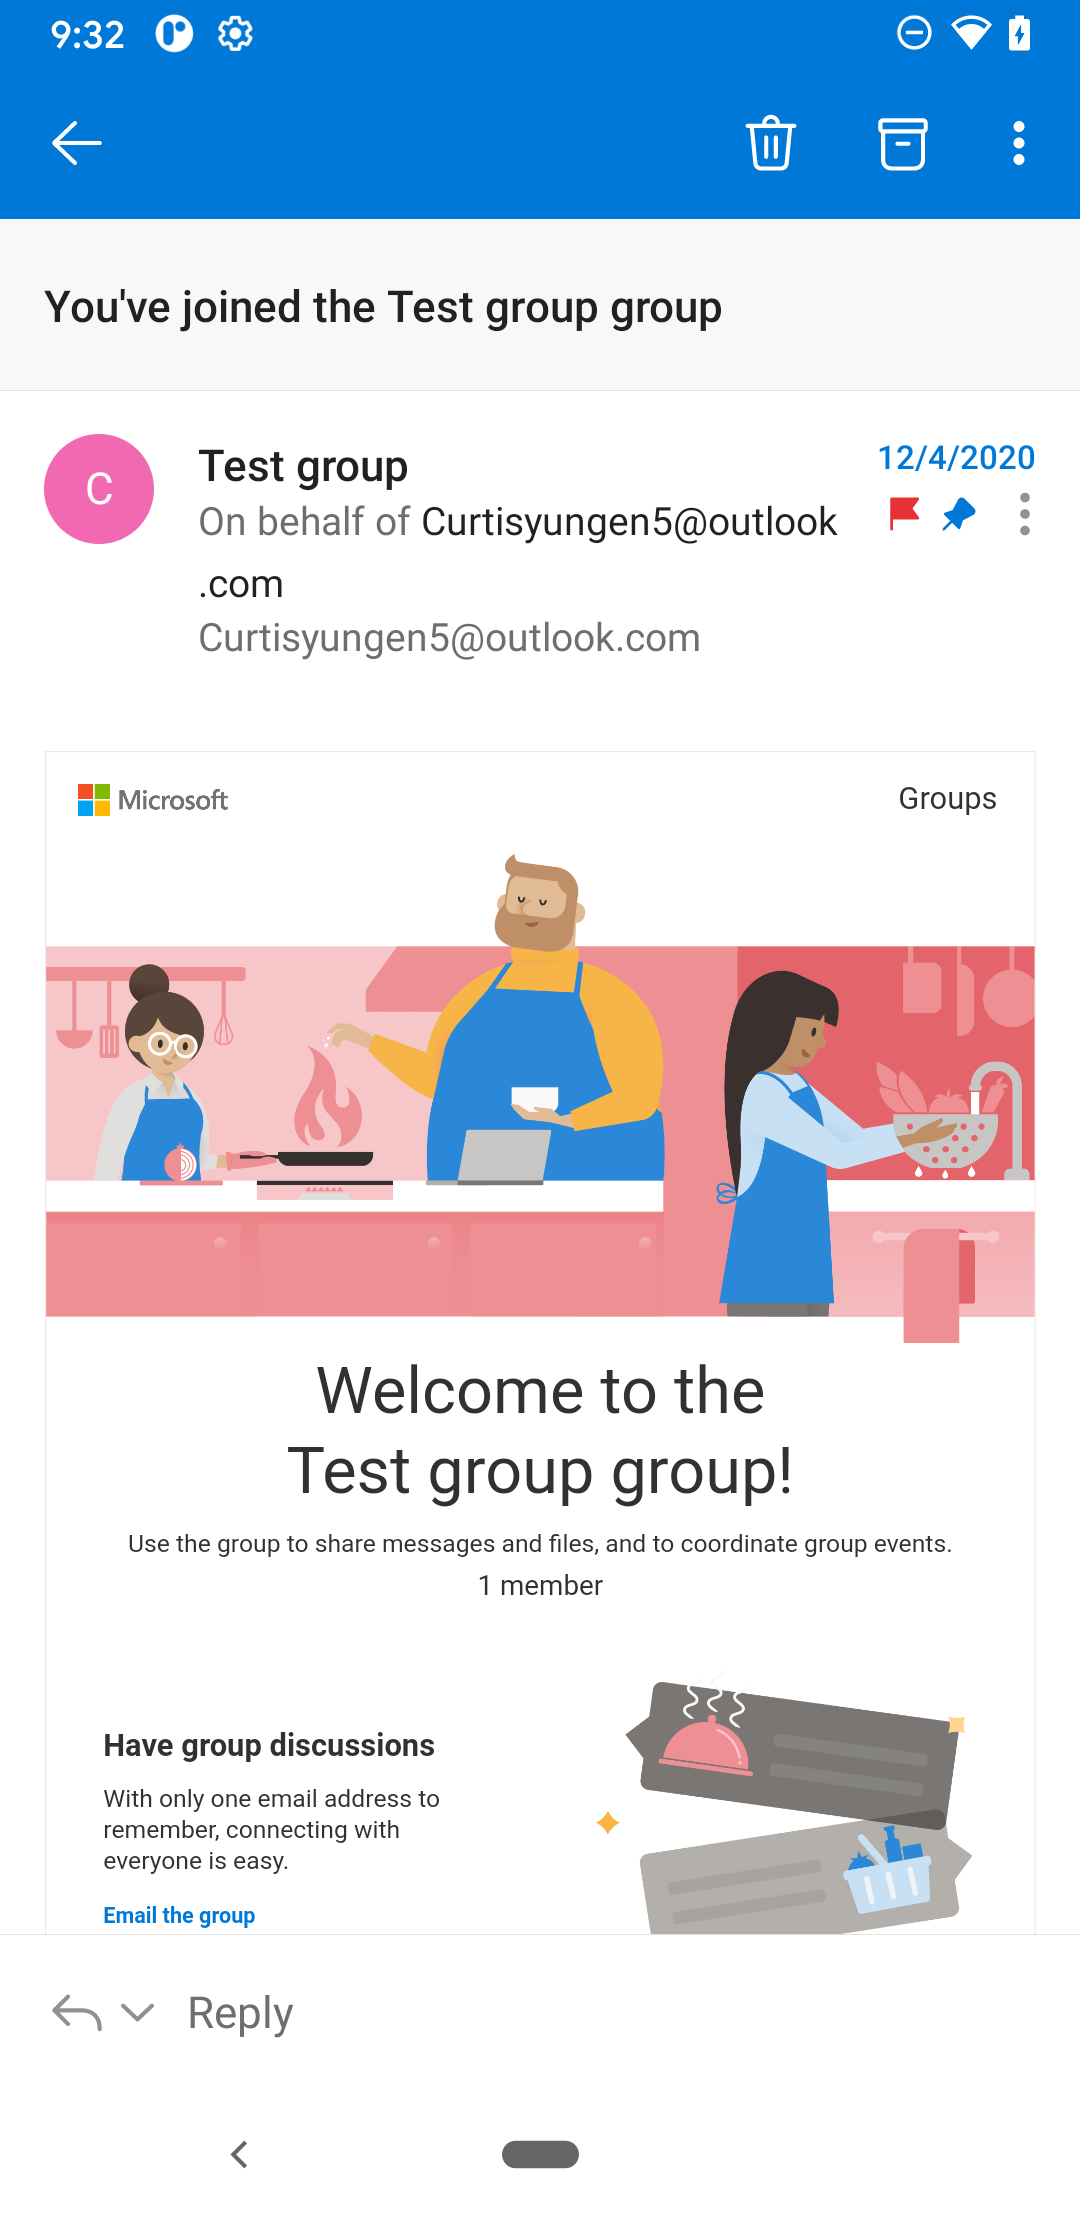 9:32
You've joined the Test group group
C
Test group
12/4/2020
On behalf of Curtisyungen5@outlook
.com
Curtisyungen5@outlook.com
Microsoft
Groups
Welcome to the
Test group group!
Use the group to share messages and files, and to coordinate group events.
1 member
Have group discussions
With only one email address to
remember, connecting with
everyone is easy.
Email the group
Reply